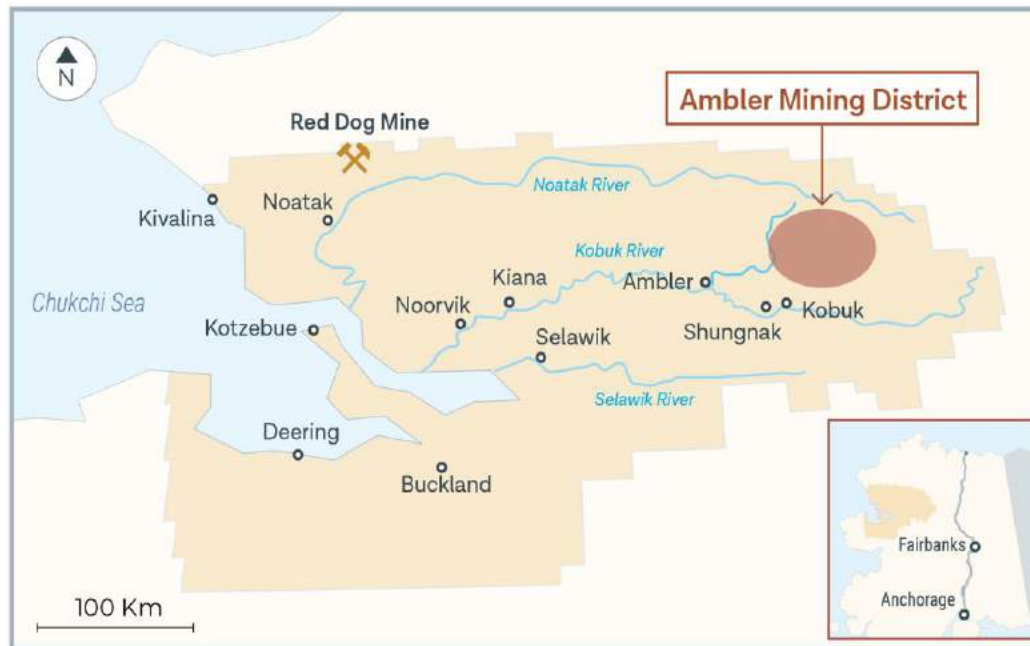 N
Ambler Mining District
Red Dog Mine
Noatak River
Kivalina
Noatak
Kobuk River
Chukchi Sea
Kiana
Ambler
Noorvik
Kotzebue
Shungnak
Kobuk
Selawik
Selawik River
Deering
Buckland
Fairbanks
Anchorage
100 Km